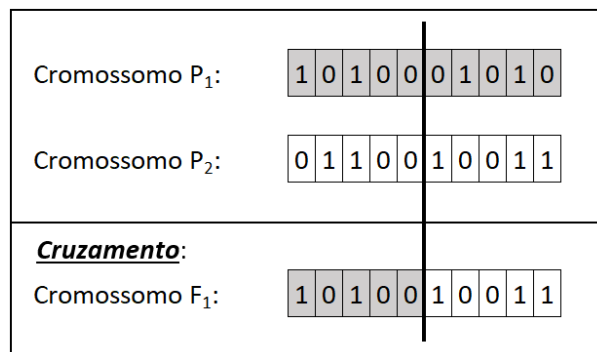 Cromossomo P₁: 1 0 1 0 0 0 1 0 1 0
Cromossomo P₂: 0 1 1 0 0 1 0 0 1 1
Cruzamento:
Cromossomo F₁: 1 0 1 0 0 1 0 0 1 1